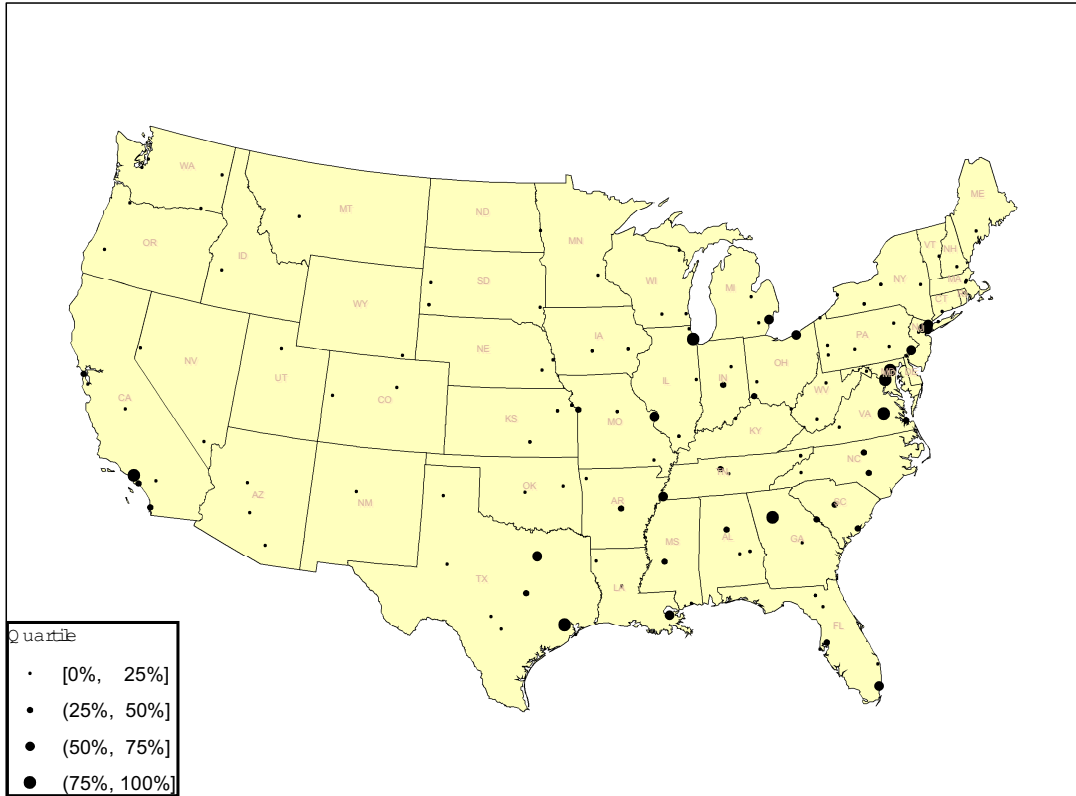 WA
ME
MT
ND
VT
NH
MN
OR
ID
WI
NY
MA
SD
MI
CT
WY
PA
IA
NE
OH
NV
UT
IL
IN
MD
CO
WV
CA
VA
KS
MO
KY
NC
TN
OK
AZ
AR
SC
NM
MS
AL
GA
TX
LA
FL
Quartile
[0%, 25%]
(25%, 50%]
(50%, 75%]
(75%, 100%]